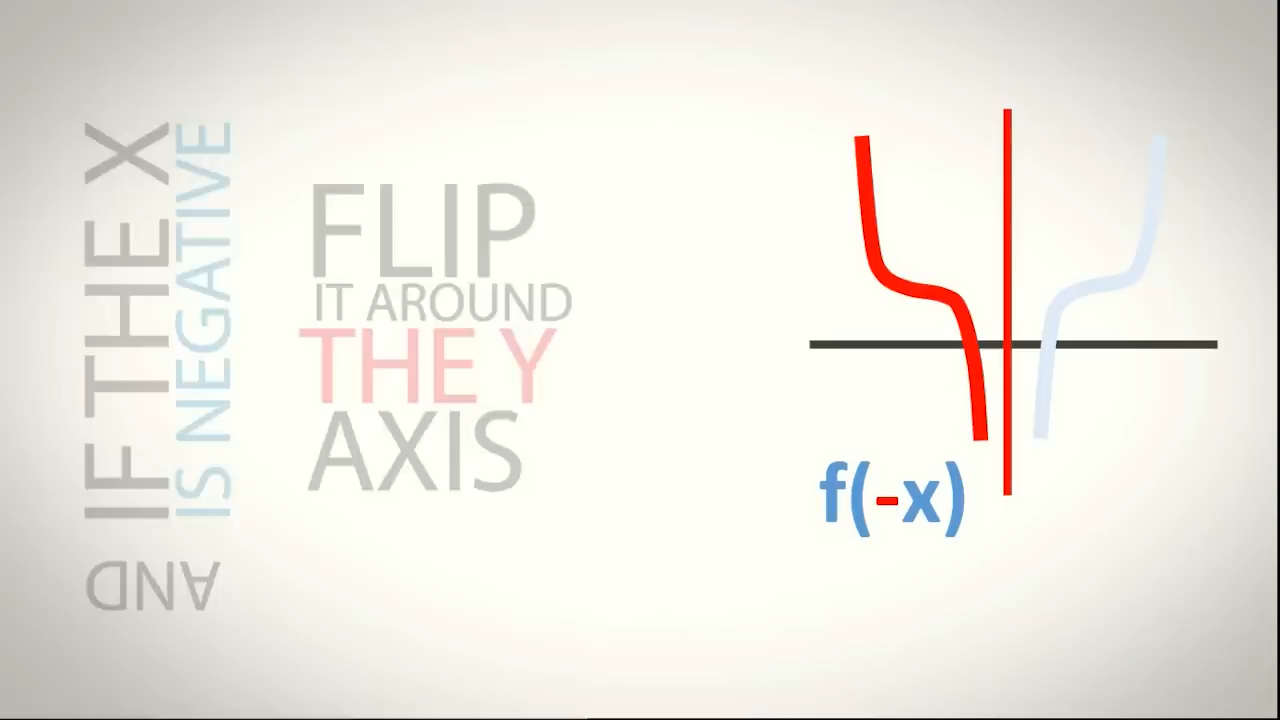 AND
IF THE X
IS NEGATIVE
FLIP
IT AROUND
THE Y
AXIS
f(-x)